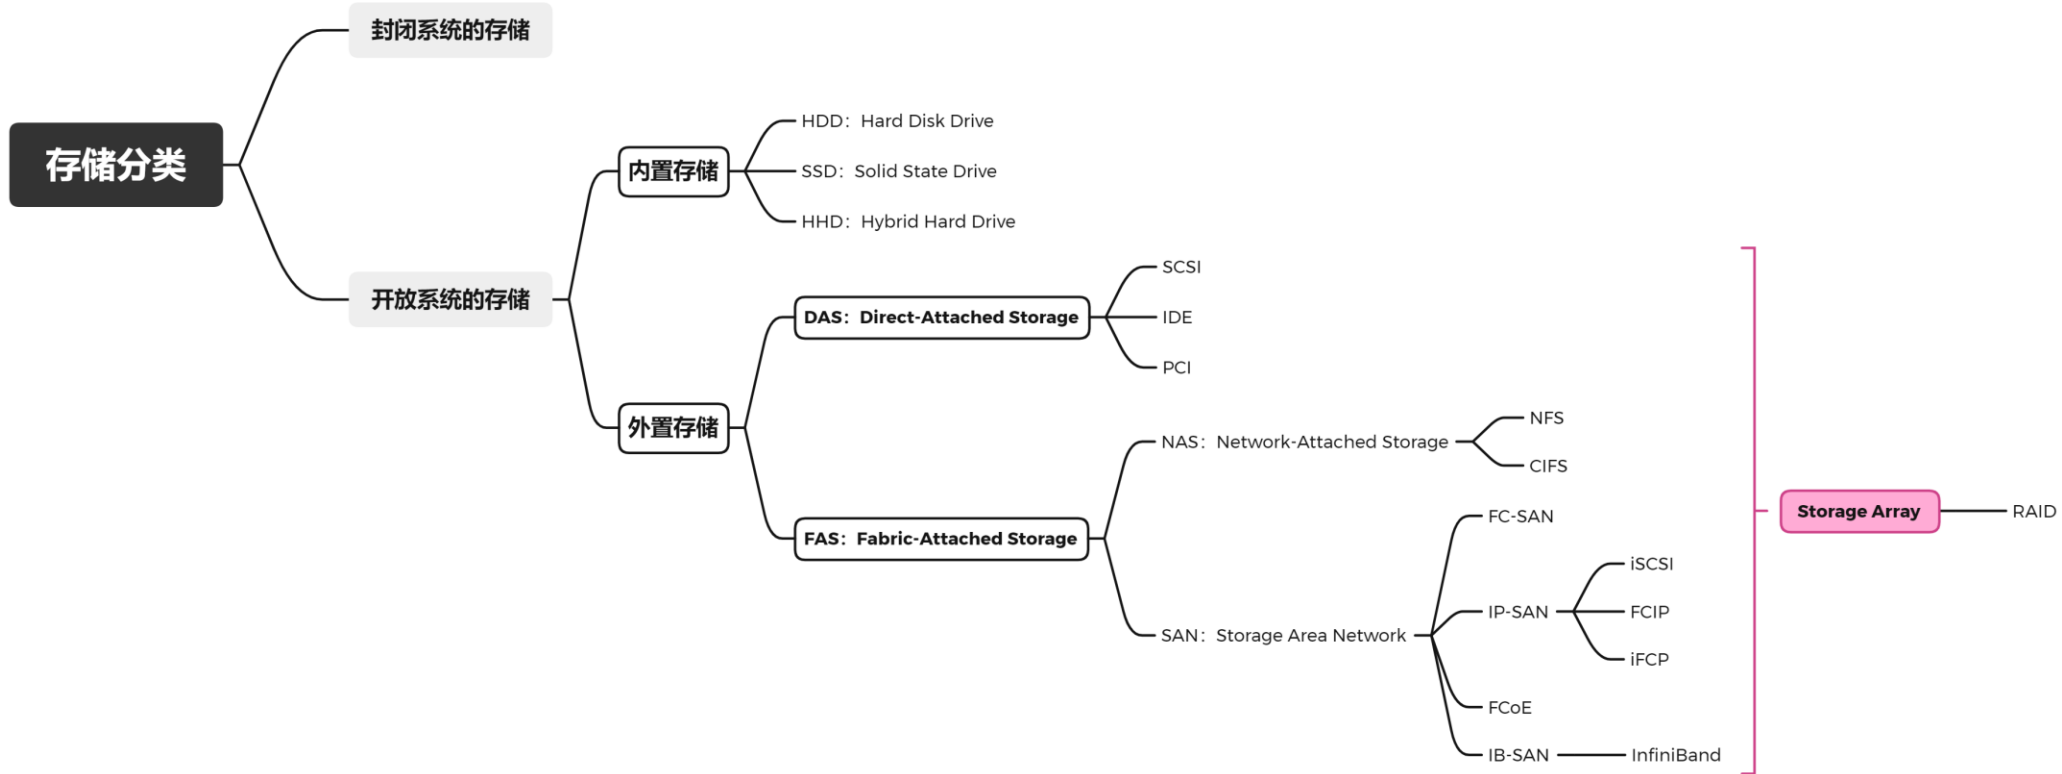 存储分类
封闭系统的存储
开放系统的存储
内置存储
HDD：Hard Disk Drive
SSD：Solid State Drive
HHD：Hybrid Hard Drive
外置存储
DAS：Direct-Attached Storage
SCSI
IDE
PCI
FAS：Fabric-Attached Storage
NAS：Network-Attached Storage
NFS
CIFS
SAN：Storage Area Network
FC-SAN
IP-SAN
iSCSI
FCIP
iFCP
FCoE
IB-SAN
InfiniBand
Storage Array
RAID